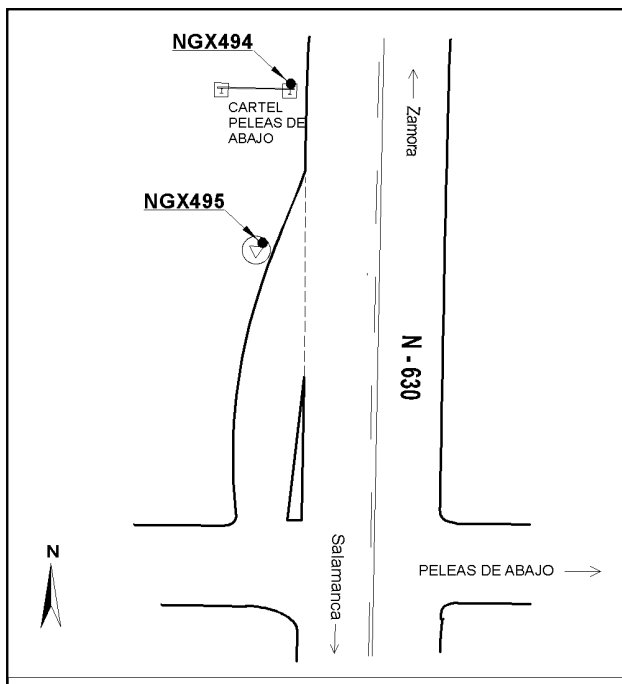 NGX494
CARTEL
PELEAS DE
ABAJO
Zamora
NGX495
N - 630
Salamanca
PELEAS DE ABAJO
N